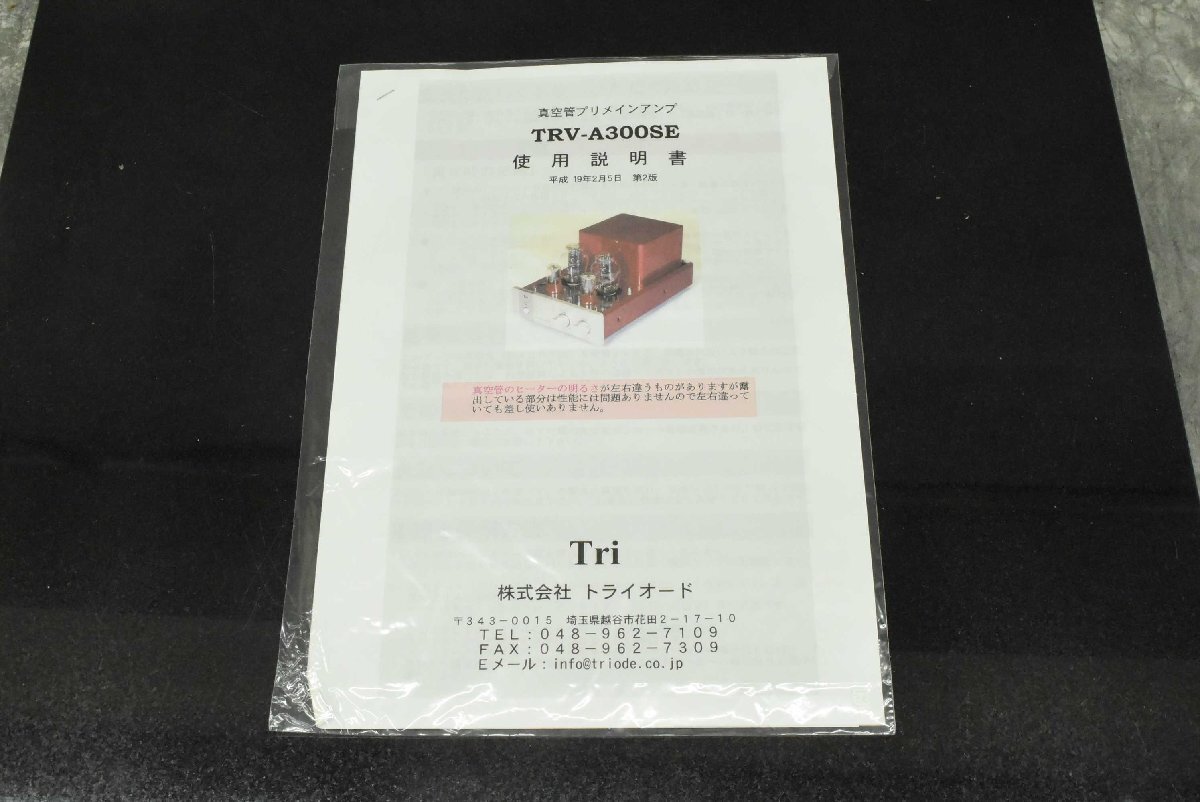 真空管プリメインアンプ
TRV-A300SE
使用説明書
平成 19年2月5日 第2版
真空管のヒーターの明るさが左右違うものがありますが露
出している部分は性能には問題ありませんので左右違って
いても差し使いありません。
Tri
株式会社 トライオード
〒343-0015 埼玉県越谷市花田2-17-10
TEL:048-962-7109
FAX:048-962-7309
Eメール:info@triode.co.jp